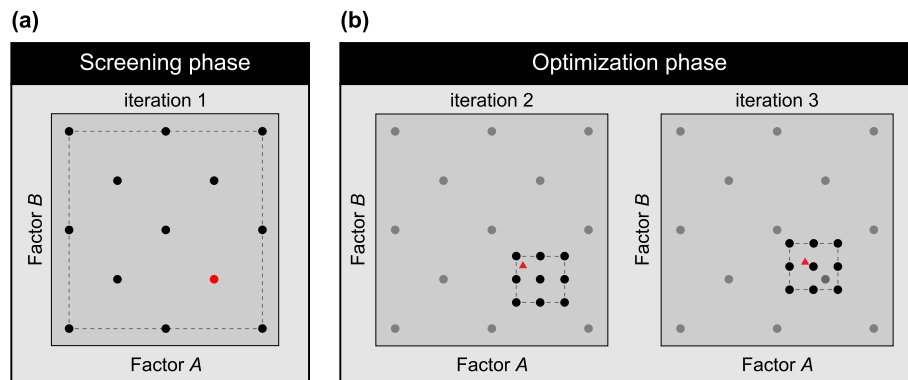 (a)
Screening phase
iteration 1
Factor B
Factor A
(b)
Optimization phase
iteration 2
Factor B
Factor A
iteration 3
Factor B
Factor A